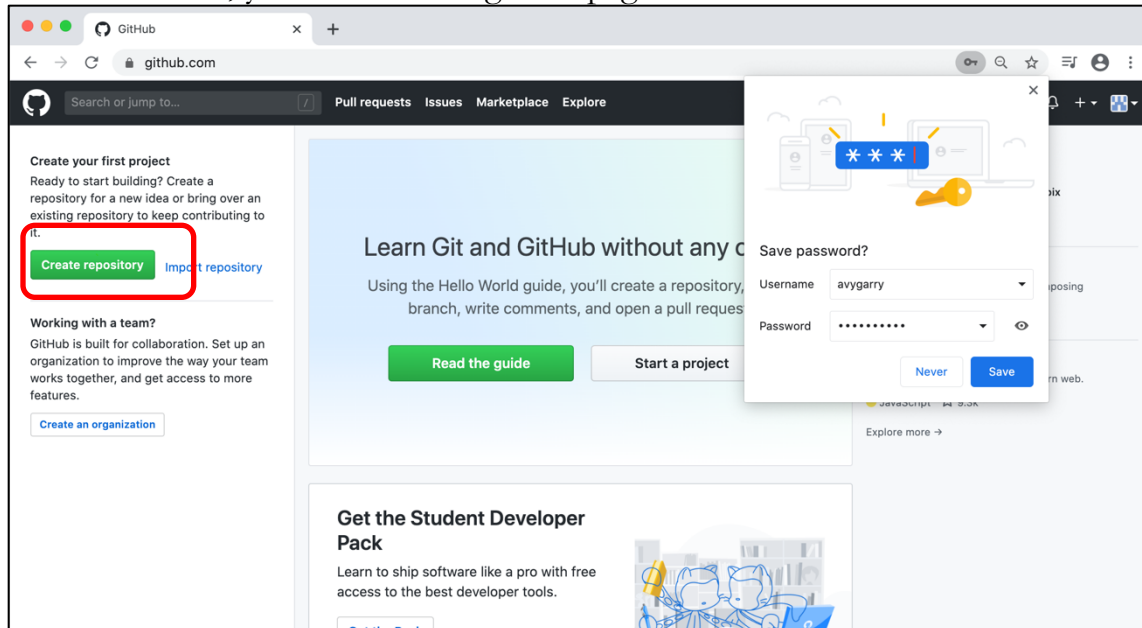 GitHub
github.com
Search or jump to...
/
Pull requests Issues Marketplace Explore
Create your first project
Ready to start building? Create a
repository for a new idea or bring over an
existing repository to keep contributing to
it.
Create repository
Import repository
Working with a team?
GitHub is built for collaboration. Set up an
organization to improve the way your team
works together, and get access to more
features.
Create an organization
Learn Git and GitHub without any
Using the Hello World guide, you'll create a repository,
branch, write comments, and open a pull
Read the guide
Start a project
Get the Student Developer
Pack
Learn to ship software like a pro with free
access to the best developer tools.
* * *
Save password?
Username avygarry
Password ••••••••••
Never
Save
web.
JavaScript 9.3K
Explore more →